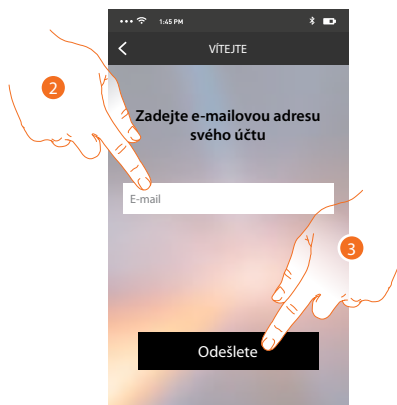 1:45 PM
VÍTEJTE
2
Zadejte e-mailovou adresu
svého účtu
E-mail
3
Odešlete